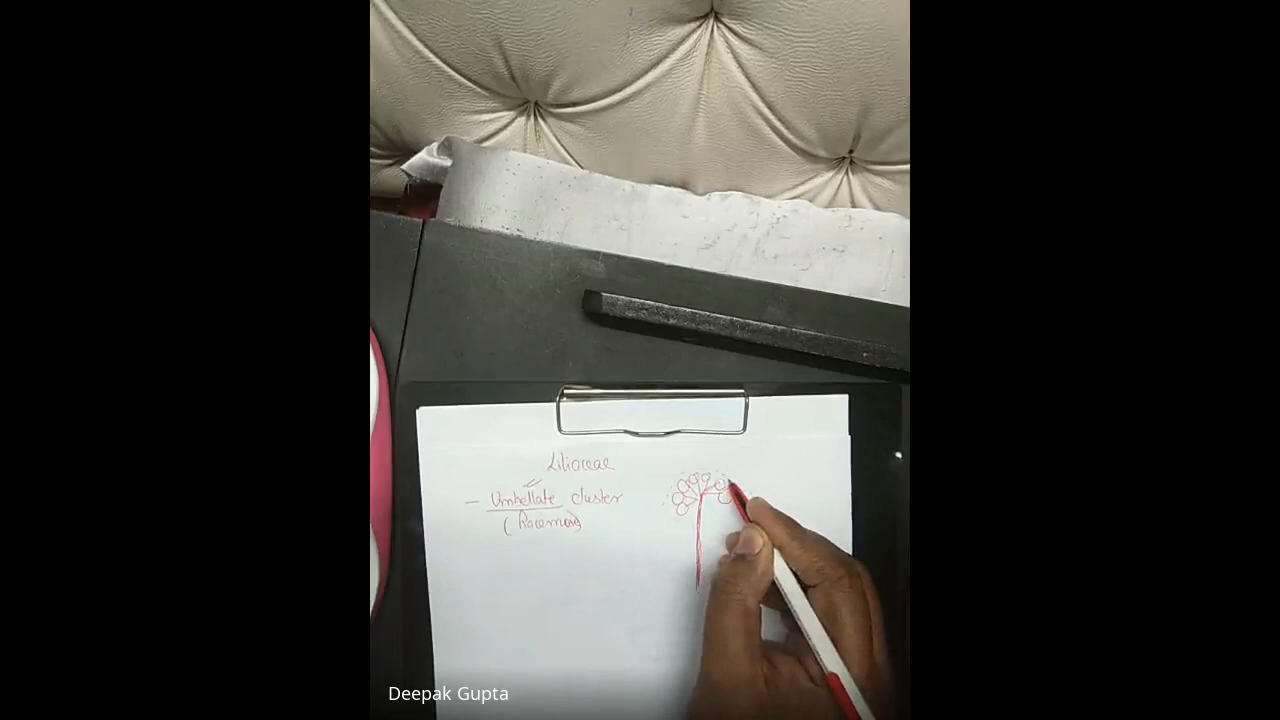 Liliaceae
- Umbellate cluster
(Racemose)
Deepak Gupta